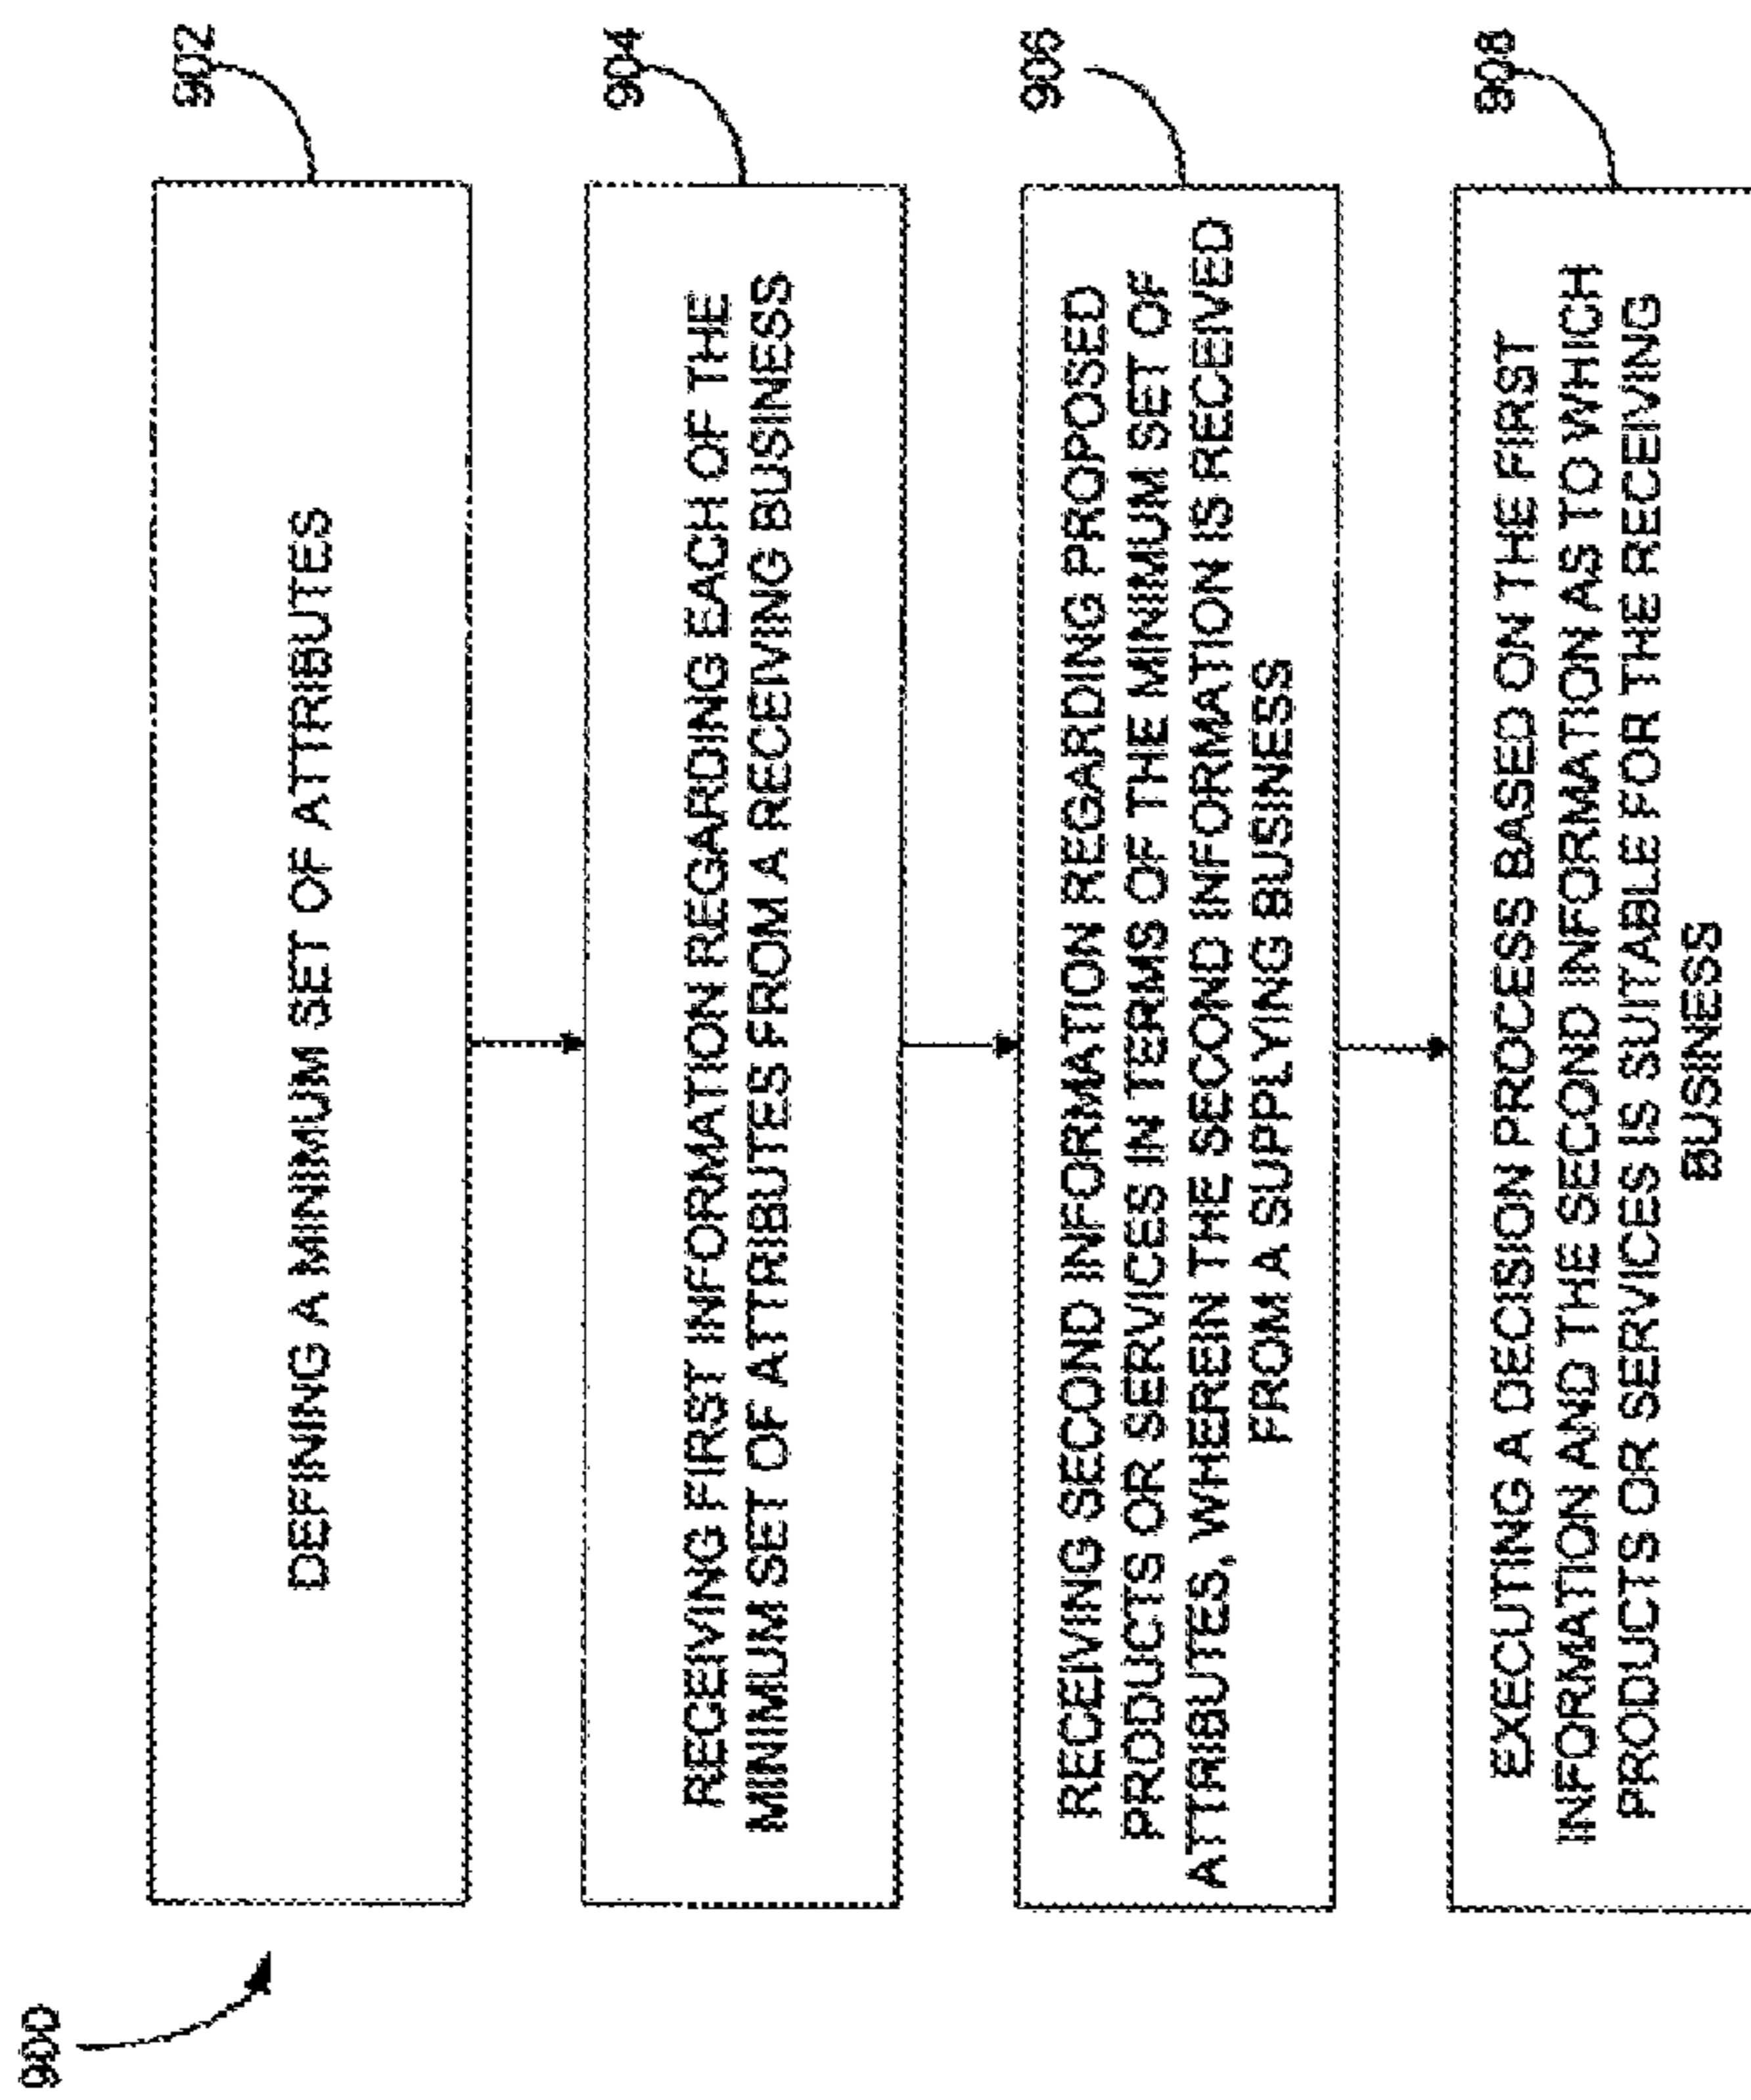 900
902
DEFINING A MINIMUM SET OF ATTRIBUTES
904
RECEIVING FIRST INFORMATION REGARDING EACH OF THE
MINIMUM SET OF ATTRIBUTES FROM A RECEIVING BUSINESS
906
RECEIVING SECOND INFORMATION REGARDING PROPOSED
PRODUCTS OR SERVICES IN TERMS OF THE MINIMUM SET OF
ATTRIBUTES, WHEREIN THE SECOND INFORMATION IS RECEIVED
FROM A SUPPLYING BUSINESS
908
EXECUTING A DECISION PROCESS BASED ON THE FIRST
INFORMATION AND THE SECOND INFORMATION AS TO WHICH
PRODUCTS OR SERVICES IS SUITABLE FOR THE RECEIVING
BUSINESS